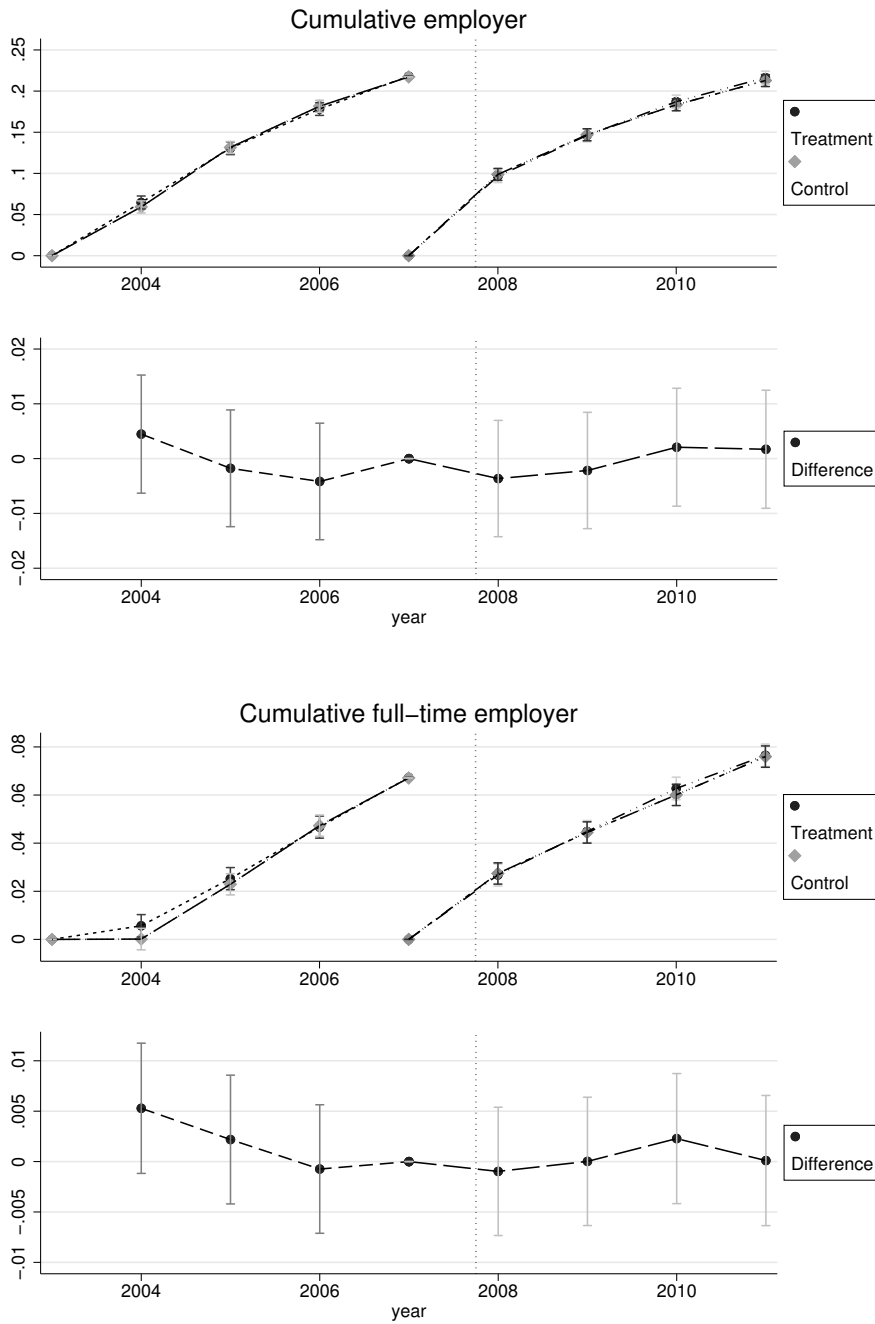 Cumulative employer
.25
.2
.15
.1
.05
0
2004 2006 2008 2010
Treatment
Control
.02
.01
0
-.01
-.02
2004 2006 2008 2010
year
Difference
Cumulative full-time employer
.08
.06
.04
.02
0
2004 2006 2008 2010
Treatment
Control
.01
.005
0
-.005
-.01
2004 2006 2008 2010
year
Difference